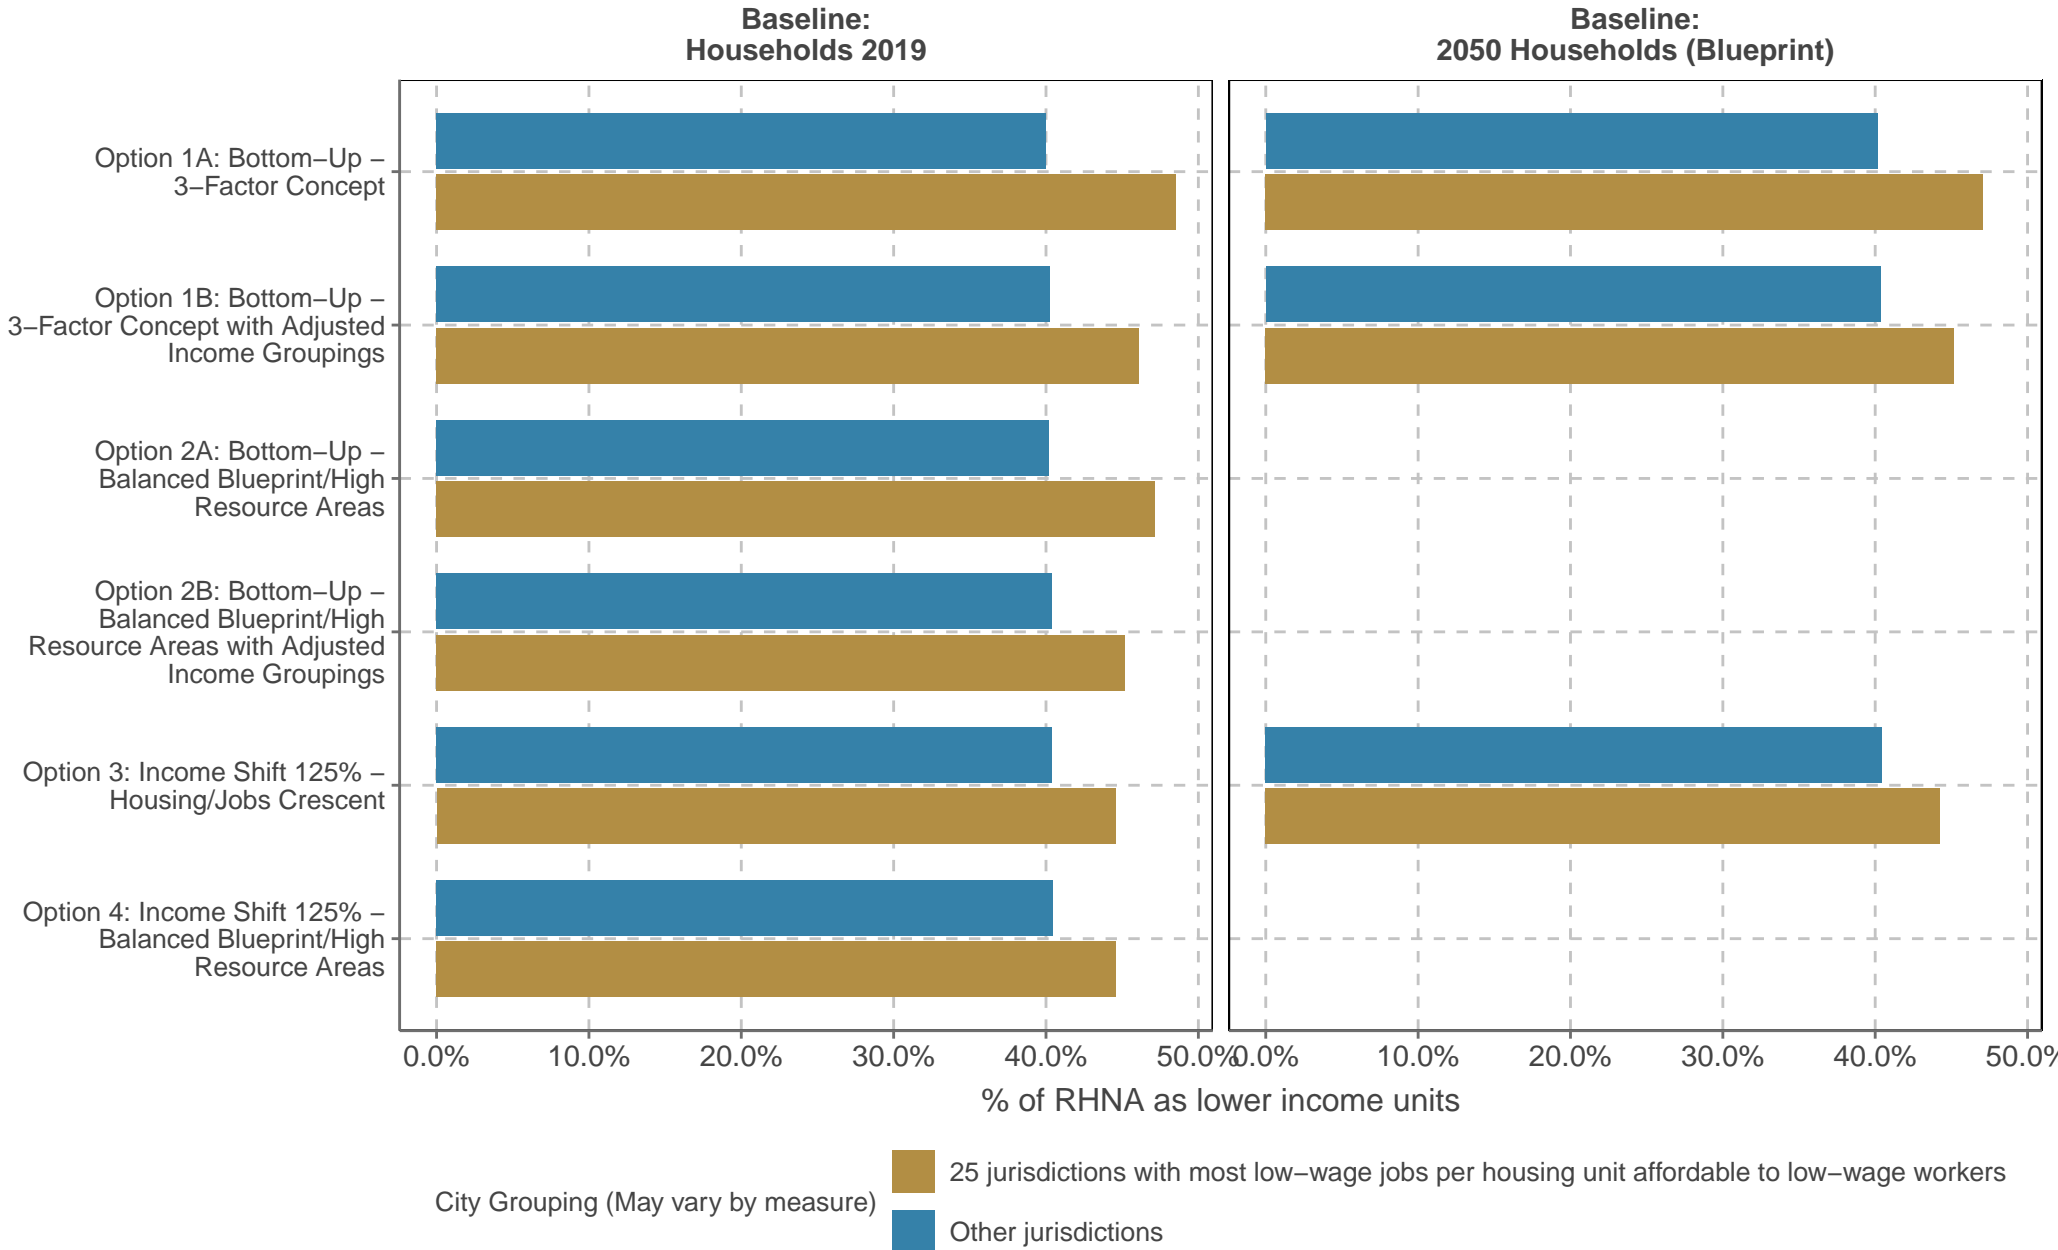 Baseline:
Households 2019
Baseline:
2050 Households (Blueprint)
Option 1A: Bottom−Up −
3−Factor Concept
Option 1B: Bottom−Up −
3−Factor Concept with Adjusted
Income Groupings
Option 2A: Bottom−Up −
Balanced Blueprint/High
Resource Areas
Option 2B: Bottom−Up −
Balanced Blueprint/High
Resource Areas with Adjusted
Income Groupings
Option 3: Income Shift 125% −
Housing/Jobs Crescent
Option 4: Income Shift 125% −
Balanced Blueprint/High
Resource Areas
0.0% 10.0% 20.0% 30.0% 40.0% 50.0% 0.0% 10.0% 20.0% 30.0% 40.0% 50.0%
% of RHNA as lower income units
City Grouping (May vary by measure)
25 jurisdictions with most low−wage jobs per housing unit affordable to low−wage workers
Other jurisdictions